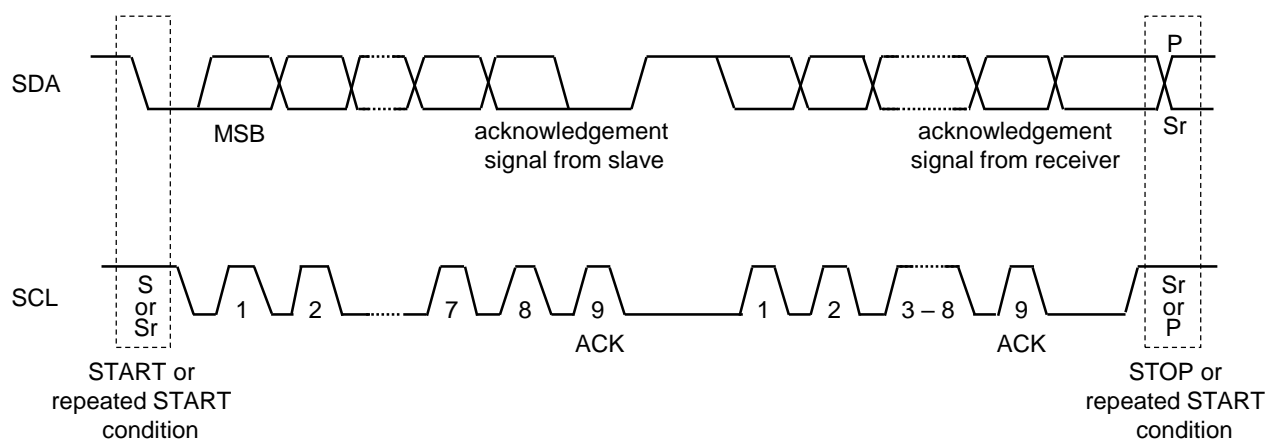 P
SDA
MSB
acknowledgement
signal from slave
acknowledgement
signal from receiver
Sr
SCL
S
or
Sr
1
2
7
8
9
1
2
3 – 8
9
Sr
or
P
ACK
ACK
START or
repeated START
condition
STOP or
repeated START
condition